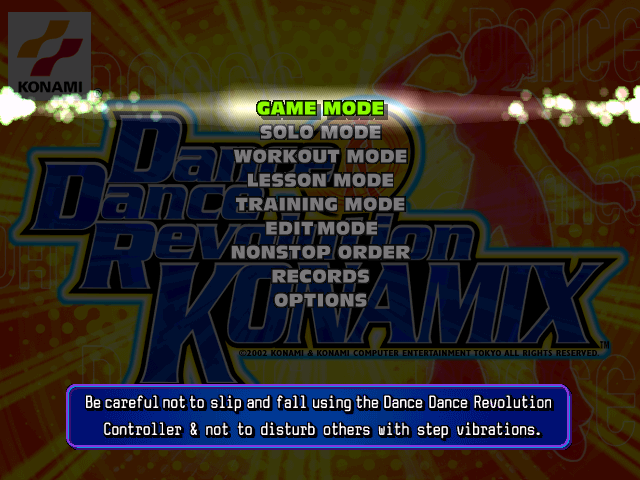 KONAMI
GAME MODE
SOLO MODE
WORKOUT MODE
LESSON MODE
TRAINING MODE
EDIT MODE
NONSTOP ORDER
RECORDS
OPTIONS
Dance
Dance
Revolution
KONAMIX
TM
©2002 KONAMI & KONAMI COMPUTER ENTERTAINMENT TOKYO ALL RIGHTS RESERVED.
Be careful not to slip and fall using the Dance Dance Revolution
Controller & not to disturb others with step vibrations.
DANCE